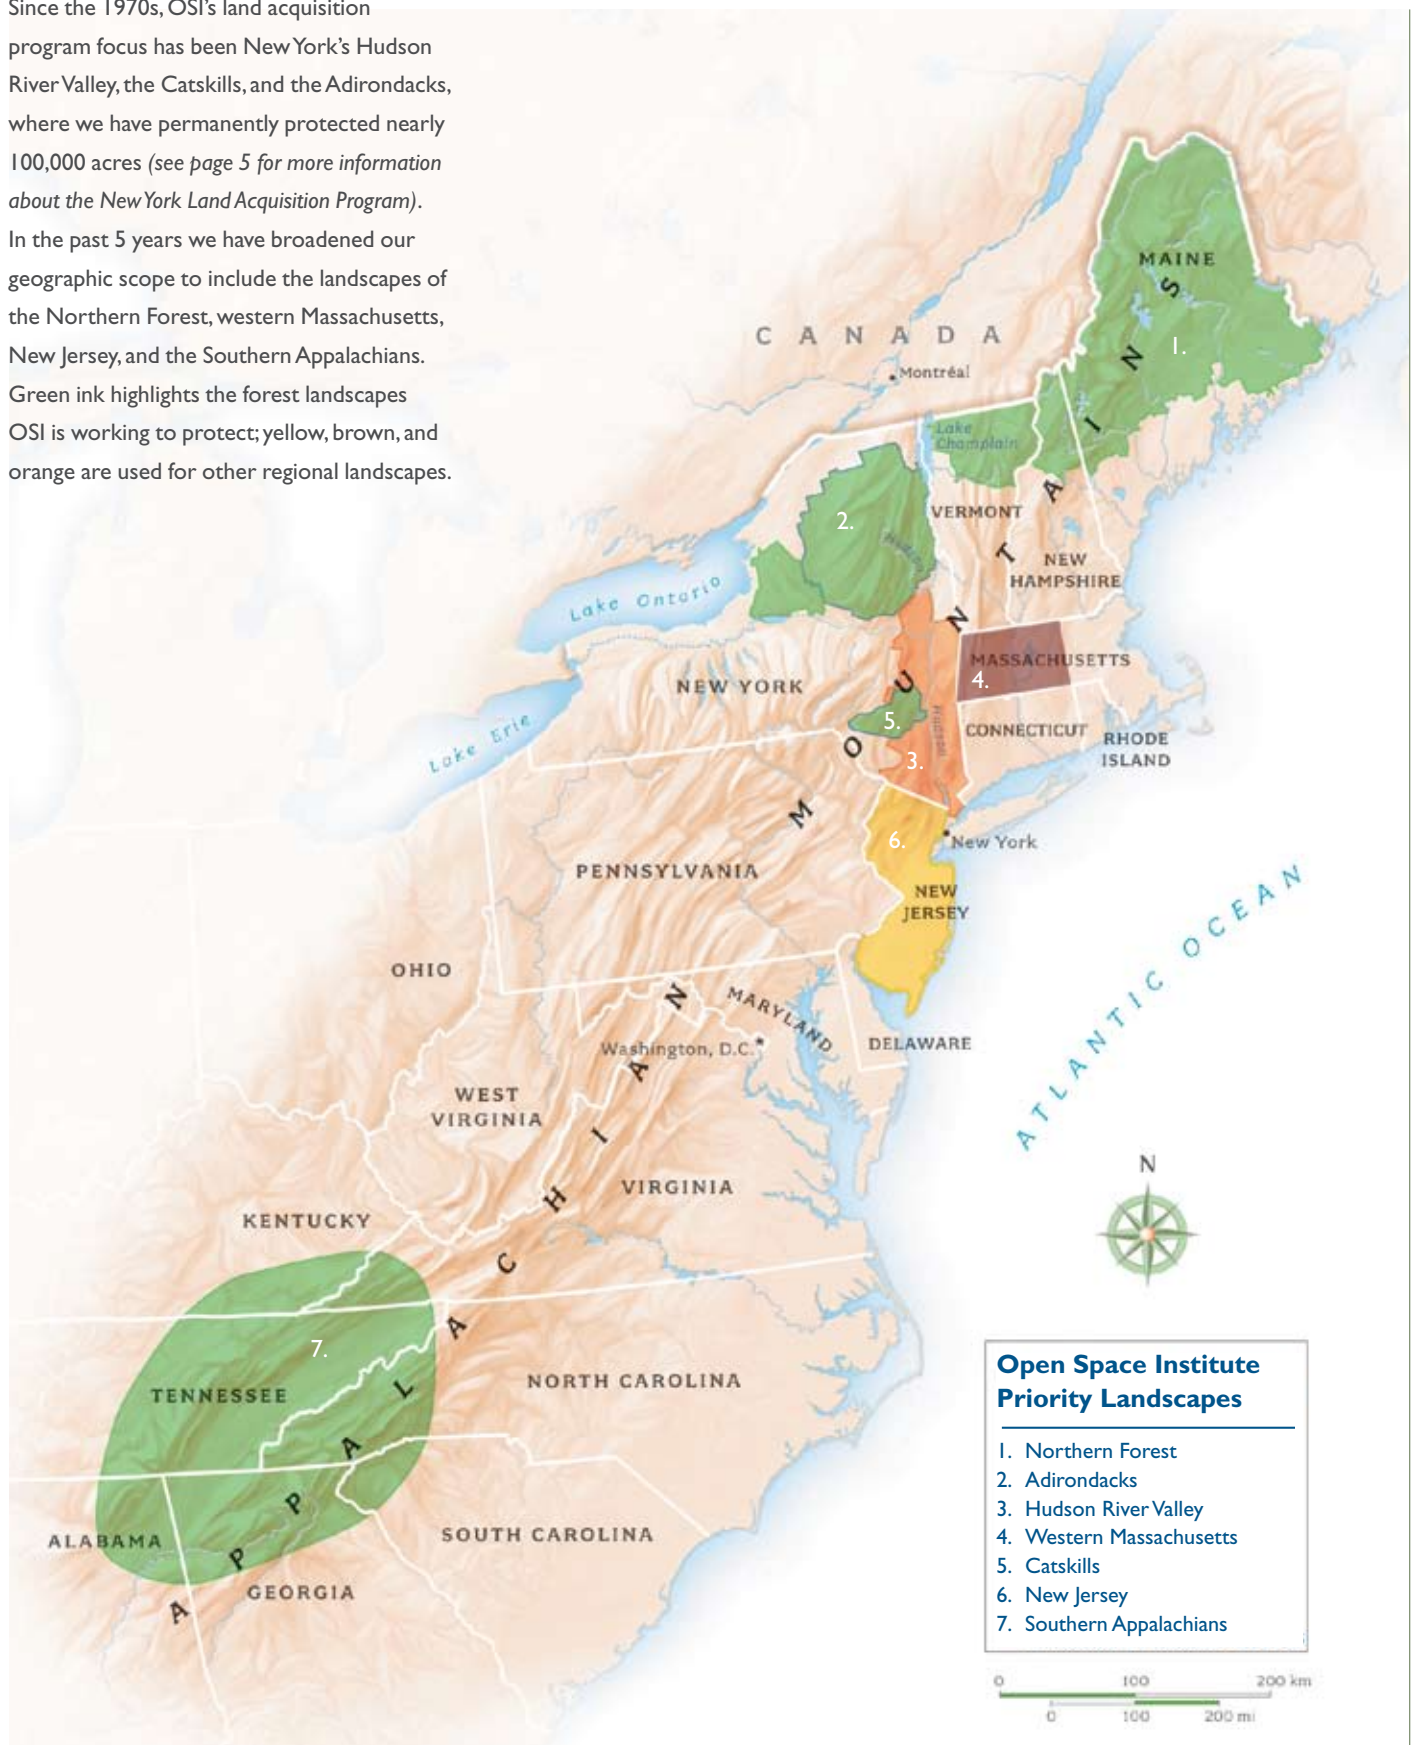 Since the 1970s, OSI's land acquisition
program focus has been New York's Hudson
River Valley, the Catskills, and the Adirondacks,
where we have permanently protected nearly
100,000 acres (see page 5 for more information
about the New York Land Acquisition Program).
In the past 5 years we have broadened our
geographic scope to include the landscapes of
the Northern Forest, western Massachusetts,
New Jersey, and the Southern Appalachians.
Green ink highlights the forest landscapes
OSI is working to protect; yellow, brown, and
orange are used for other regional landscapes.
MAINE
1.
CANADA
Montréal
Lake
Champlain
2.
VERMONT
Hudson
NEW
HAMPSHIRE
Lake Ontario
MASSACHUSETTS
4.
NEW YORK
5.
Hudson
CONNECTICUT
RHODE
ISLAND
Lake Erie
3.
6.
New York
PENNSYLVANIA
NEW
JERSEY
ATLANTIC OCEAN
OHIO
MARYLAND
Washington, D.C.
DELAWARE
WEST
VIRGINIA
VIRGINIA
KENTUCKY
APPALACHIAN MOUNTAINS
7.
TENNESSEE
NORTH CAROLINA
ALABAMA
SOUTH CAROLINA
GEORGIA
N
Open Space Institute
Priority Landscapes
1. Northern Forest
2. Adirondacks
3. Hudson River Valley
4. Western Massachusetts
5. Catskills
6. New Jersey
7. Southern Appalachians
0 100 200 km
0 100 200 mi